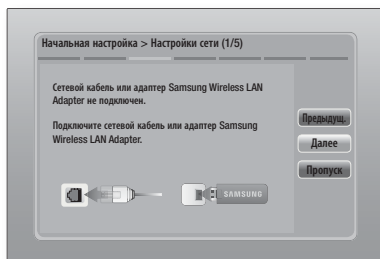 Начальная настройка > Настройки сети (1/5)
Сетевой кабель или адаптер Samsung Wireless LAN
Adapter не подключен.
Подключите сетевой кабель или адаптер Samsung
Wireless LAN Adapter.
Предыдущ.
Далее
Пропуск
SAMSUNG